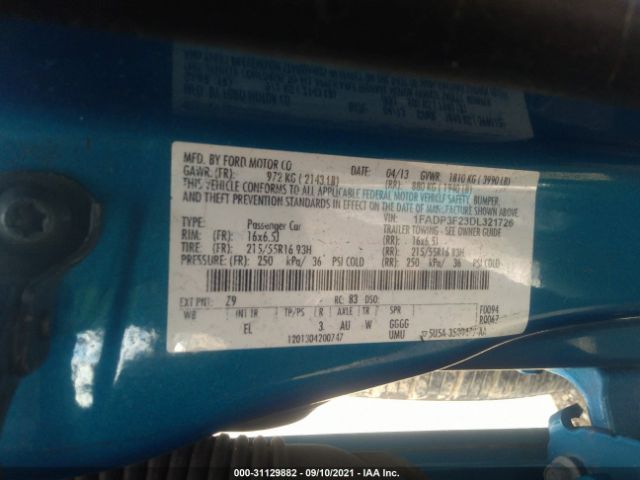 MFD. BY FORD MOTOR CO
DATE: 04/13 GVWR: 1810 KG ( 3990 LB)
GAWR: (FR): 972 KG ( 2143 LB) (RR): 880 KG ( 1940 LB)
THIS VEHICLE CONFORMS TO ALL APPLICABLE FEDERAL MOTOR VEHICLE SAFETY, BUMPER,
AND THEFT PREVENTION STANDARDS IN EFFECT ON THE DATE OF MANUFACTURE SHOWN ABOVE.
VIN: 1FADP3F23DL321726
TYPE: Passenger Car TRAILER TOWING - SEE OWNER GUIDE
RIM: (FR): 16x6.5J (RR): 16x6.5J
TIRE: (FR): 215/55R16 93H (RR): 215/55R16 93H
PRESSURE: (FR): 250 kPa/ 36 PSI COLD (RR): 250 kPa/ 36 PSI COLD
EXT PNT: Z9 RC: 83 DSO:
WB INT TR TP/PS R AXLE TR SPR F0094
EL 3. AU W GGGG R0067
1201304200747 UMU
000-31129882 - 09/10/2021 - IAA Inc.